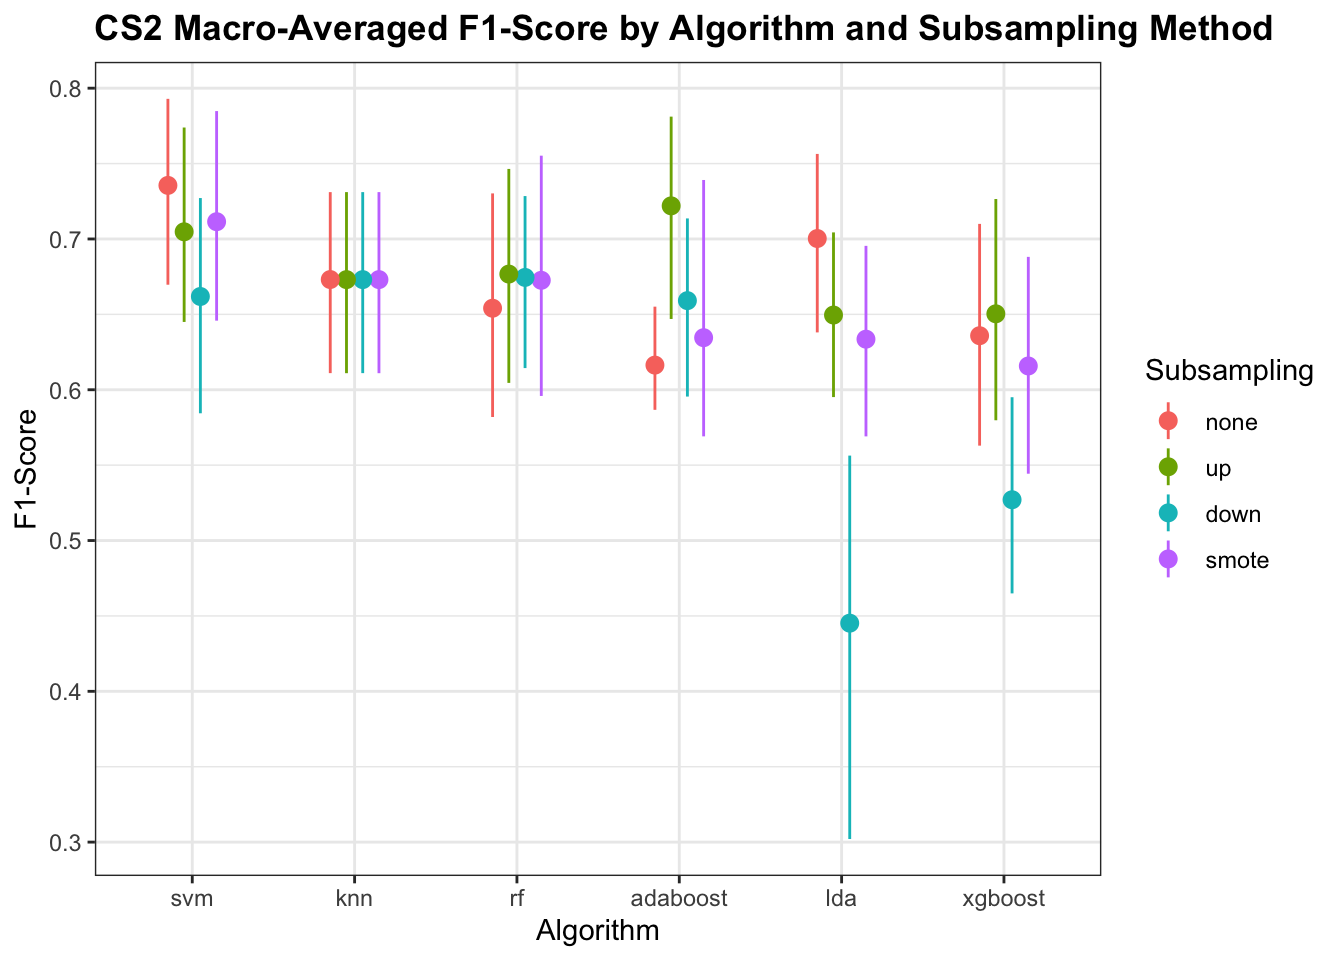 CS2 Macro-Averaged F1-Score by Algorithm and Subsampling Method
F1-Score
0.8
0.7
0.6
0.5
0.4
0.3
svm knn rf adaboost lda xgboost
Algorithm
Subsampling
none
up
down
smote